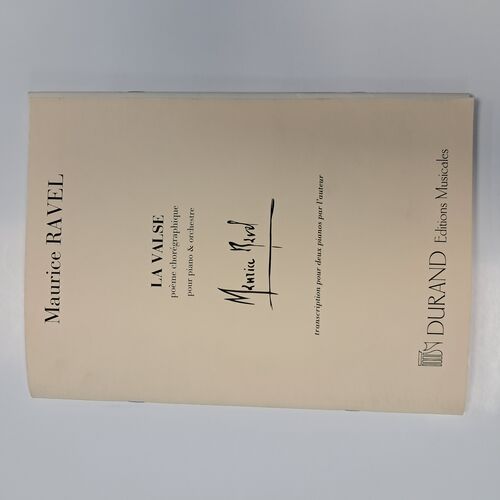 Maurice RAVEL
LA VALSE
poème chorégraphique
pour piano & orchestre
Maurice Ravel
transcription pour deux pianos par l'auteur
DURAND Editions Musicales